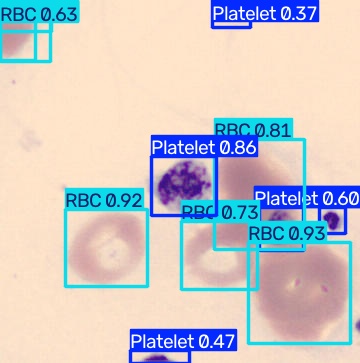 RBC 0.63
Platelet 0.37
RBC 0.81
Platelet 0.86
RBC 0.92
Platelet 0.60
RBC 0.73
RBC 0.93
Platelet 0.47